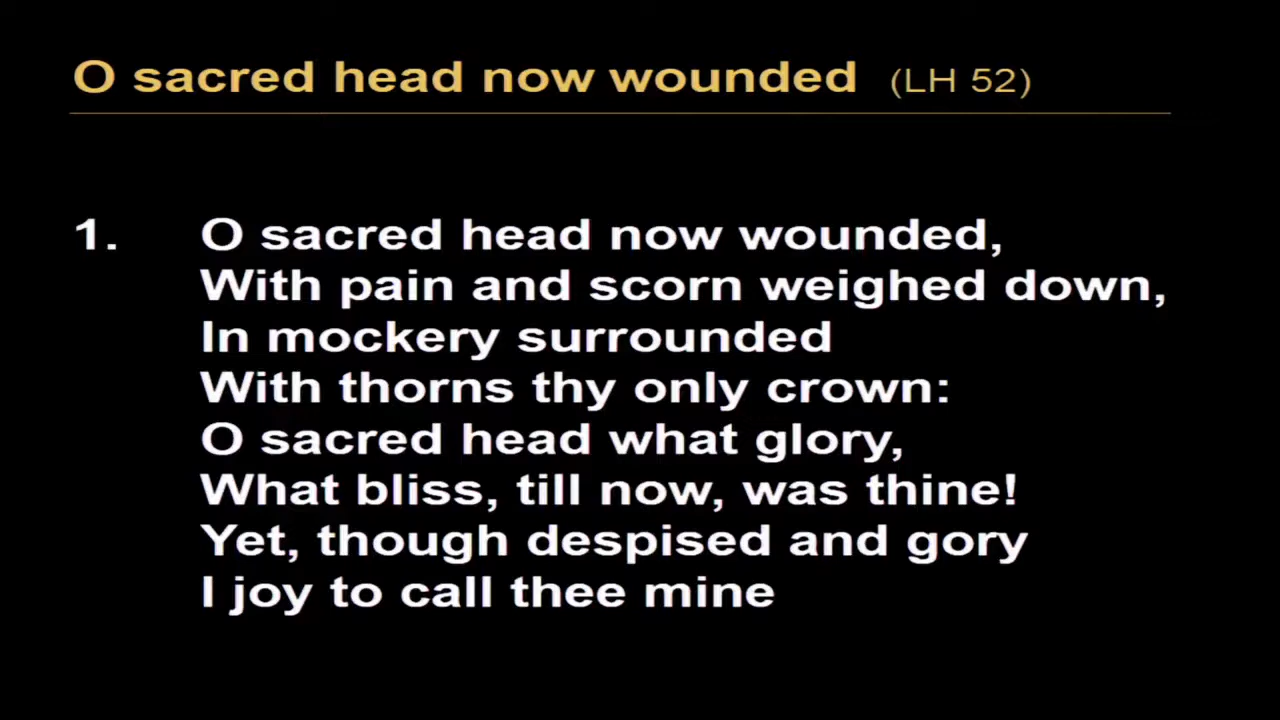 O sacred head now wounded (LH 52)
1. O sacred head now wounded,
With pain and scorn weighed down,
In mockery surrounded
With thorns thy only crown:
O sacred head what glory,
What bliss, till now, was thine!
Yet, though despised and gory
I joy to call thee mine